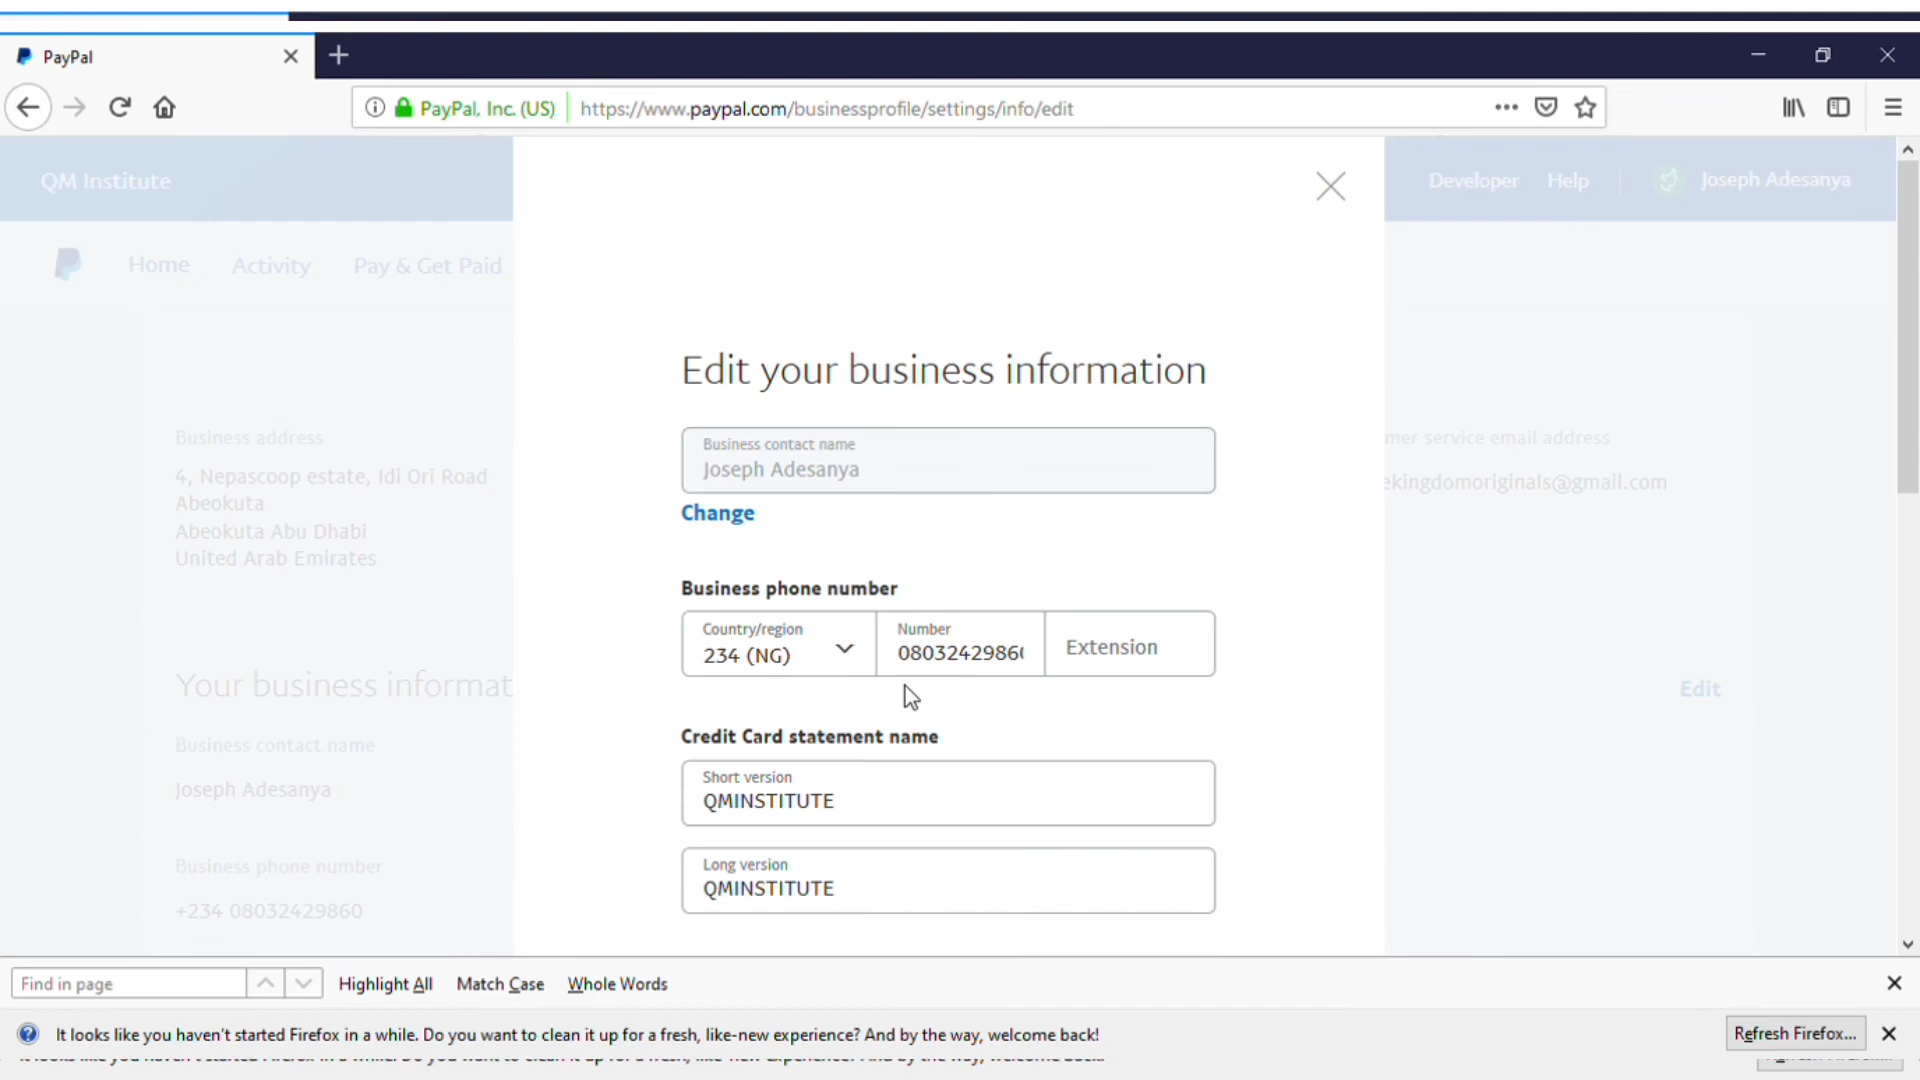 PayPal
PayPal, Inc. (US) https://www.paypal.com/businessprofile/settings/info/edit
QM Institute
Developer Help Joseph Adesanya
Home Activity Pay & Get Paid
Edit your business information
Business address
4, Nepascoop estate, Idi Ori Road
Abeokuta
Abeokuta Abu Dhabi
United Arab Emirates
mer service email address
ekingdomoriginals@gmail.com
Business contact name
Joseph Adesanya
Change
Business phone number
Country/region
234 (NG)
Number
0803242986
Extension
Your business informat
Edit
Business contact name
Joseph Adesanya
Credit Card statement name
Short version
QMINSTITUTE
Long version
QMINSTITUTE
Business phone number
+234 08032429860
Find in page Highlight All Match Case Whole Words
It looks like you haven't started Firefox in a while. Do you want to clean it up for a fresh, like-new experience? And by the way, welcome back! Refresh Firefox...